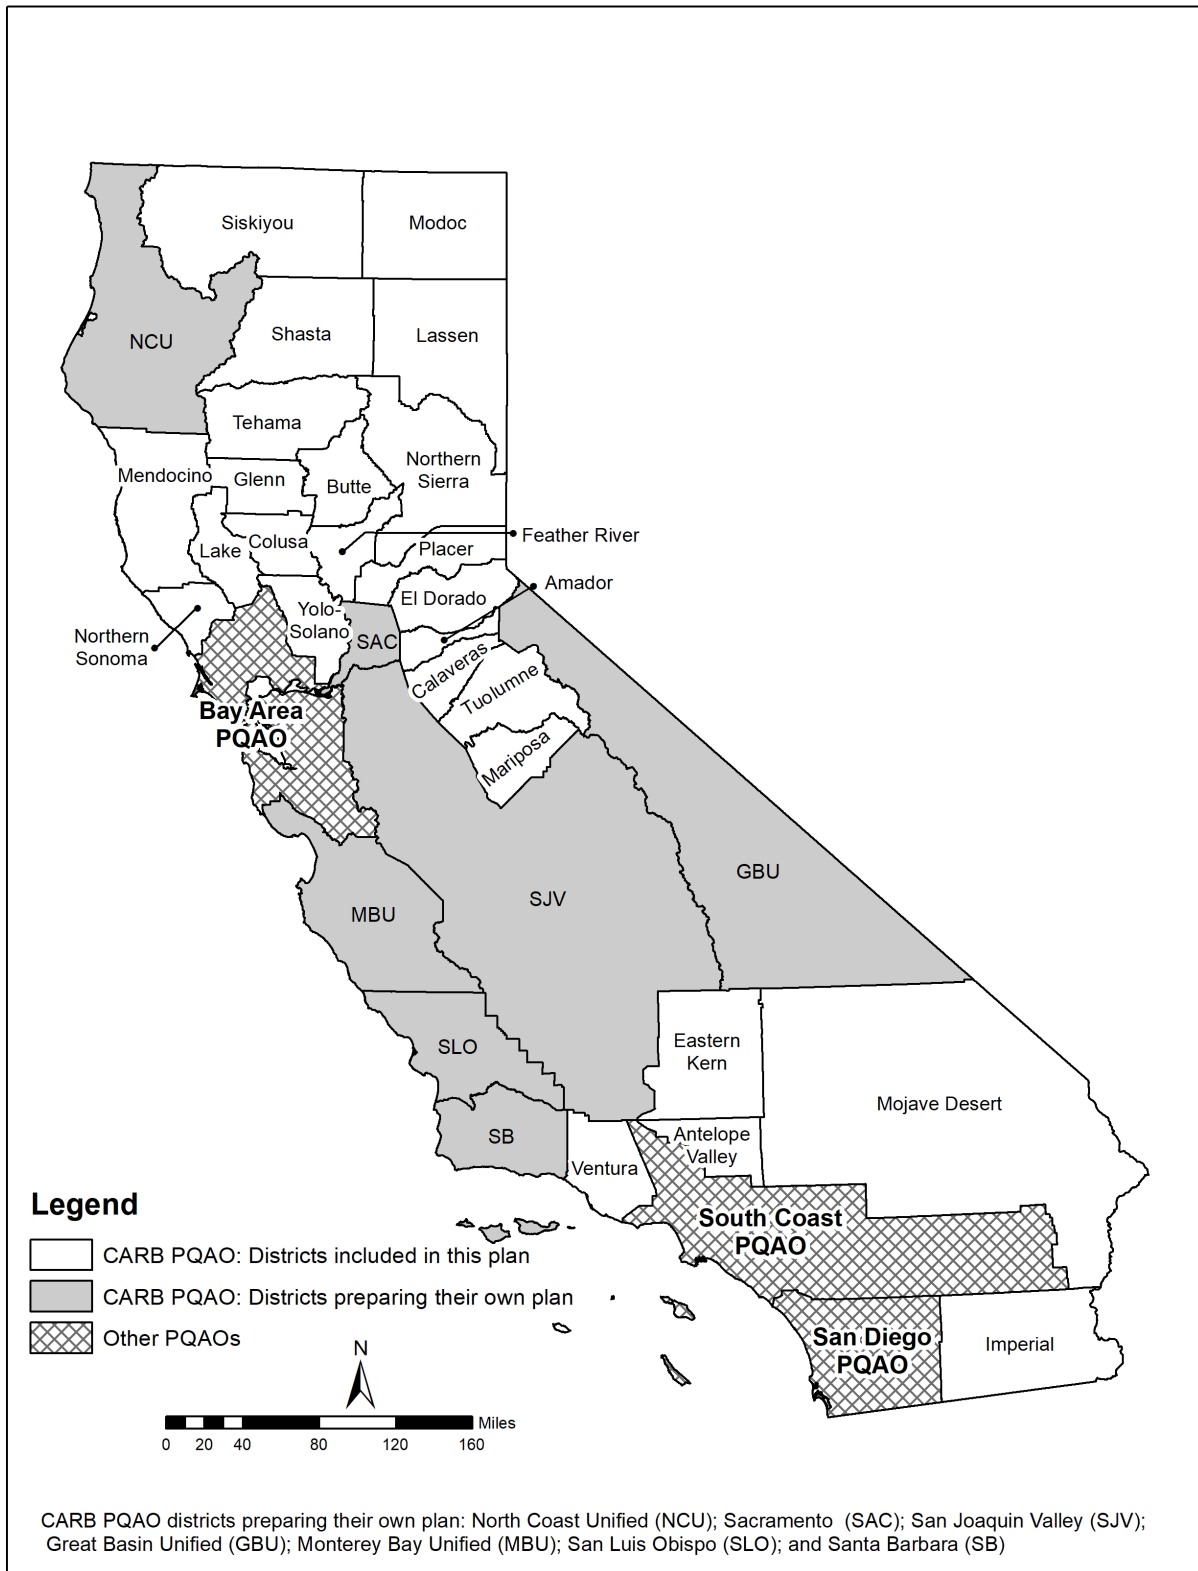 Siskiyou
Modoc
NCU
Shasta
Lassen
Tehama
Mendocino
Glenn
Butte
Northern
Sierra
Lake
Colusa
Feather River
Placer
Amador
El Dorado
Yolo-
Solano
SAC
Northern
Sonoma
Calaveras
Tuolumne
Mariposa
Bay Area
PQAO
GBU
SJV
MBU
SLO
Eastern
Kern
Mojave Desert
SB
Antelope
Valley
Ventura
South Coast
PQAO
San Diego
PQAO
Imperial
Legend
CARB PQAO: Districts included in this plan
CARB PQAO: Districts preparing their own plan
Other PQAOs
N
Miles
0 20 40 80 120 160
CARB PQAO districts preparing their own plan: North Coast Unified (NCU); Sacramento (SAC); San Joaquin Valley (SJV);
Great Basin Unified (GBU); Monterey Bay Unified (MBU); San Luis Obispo (SLO); and Santa Barbara (SB)